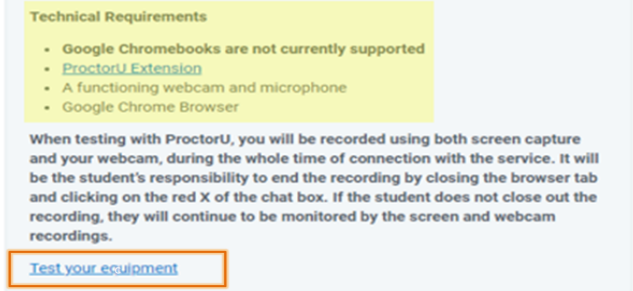 Technical Requirements
• Google Chromebooks are not currently supported
• ProctorU Extension
• A functioning webcam and microphone
• Google Chrome Browser
When testing with ProctorU, you will be recorded using both screen capture
and your webcam, during the whole time of connection with the service. It will
be the student's responsibility to end the recording by closing the browser tab
and clicking on the red X of the chat box. If the student does not close out the
recording, they will continue to be monitored by the screen and webcam
recordings.
Test your equipment